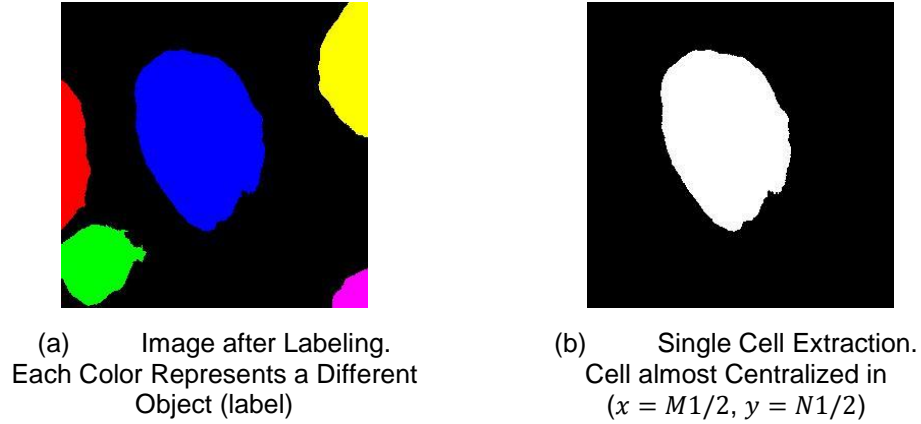 (a) Image after Labeling.
Each Color Represents a Different
Object (label)
(b) Single Cell Extraction.
Cell almost Centralized in
(𝑥 = 𝑀1/2, 𝑦 = 𝑁1/2)